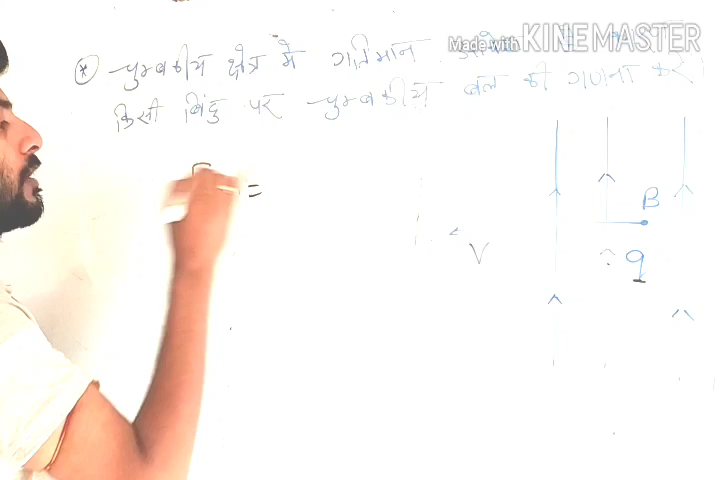 Made with KINEMASTER
* चुम्बकीय क्षेत्र में गतिमान
किसी बिंदु पर चुम्बकीय बल की गणना करें।
F =
B
V
q